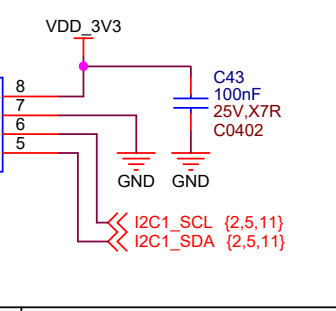 VDD_3V3
C43
100nF
25V,X7R
C0402
8
7
6
5
GND GND
I2C1_SCL {2,5,11}
I2C1_SDA {2,5,11}